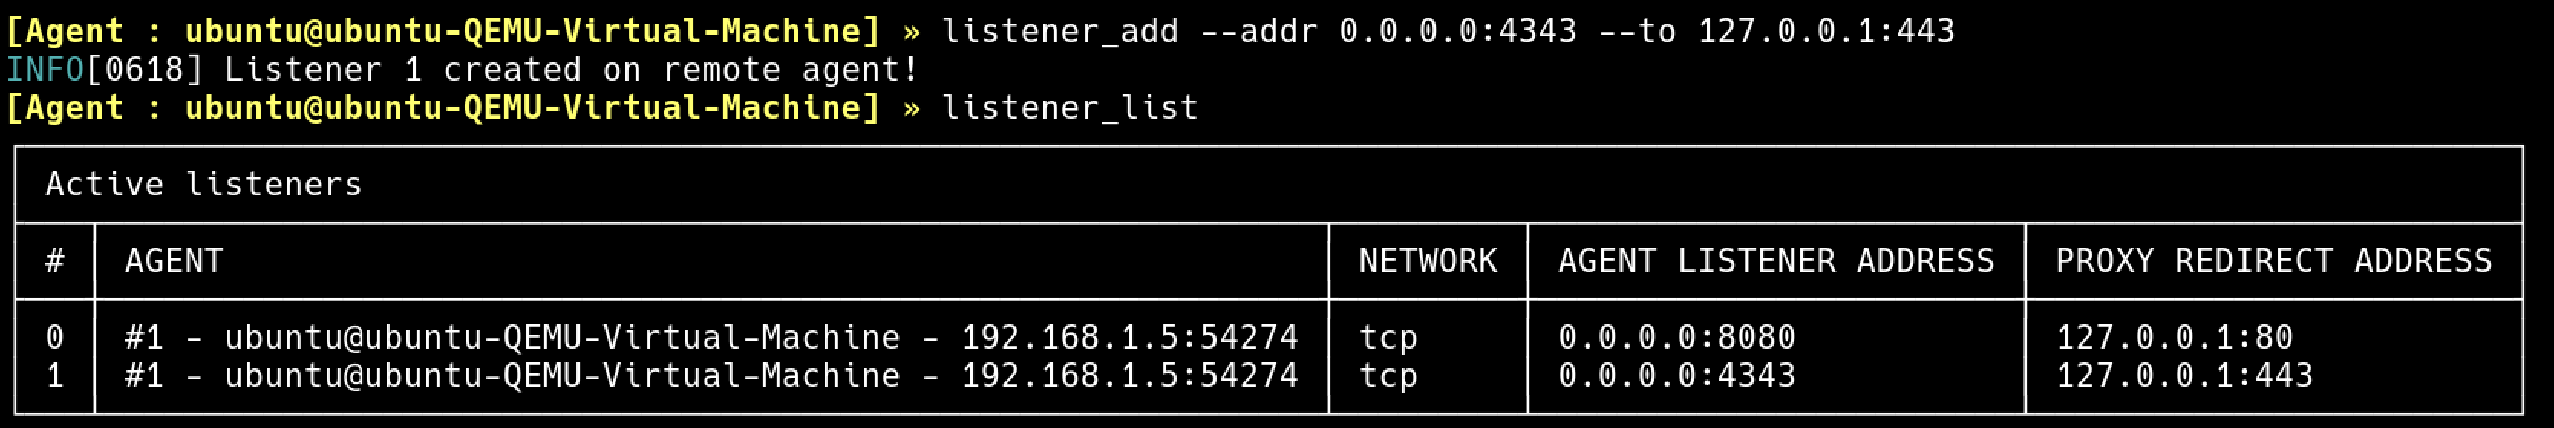 [Agent : ubuntu@ubuntu-QEMU-Virtual-Machine] » listener_add --addr 0.0.0.0:4343 --to 127.0.0.1:443
INFO[0618] Listener 1 created on remote agent!
[Agent : ubuntu@ubuntu-QEMU-Virtual-Machine] » listener_list
Active listeners
# AGENT NETWORK AGENT LISTENER ADDRESS PROXY REDIRECT ADDRESS
0 #1 - ubuntu@ubuntu-QEMU-Virtual-Machine - 192.168.1.5:54274 tcp 0.0.0.0:8080 127.0.0.1:80
1 #1 - ubuntu@ubuntu-QEMU-Virtual-Machine - 192.168.1.5:54274 tcp 0.0.0.0:4343 127.0.0.1:443